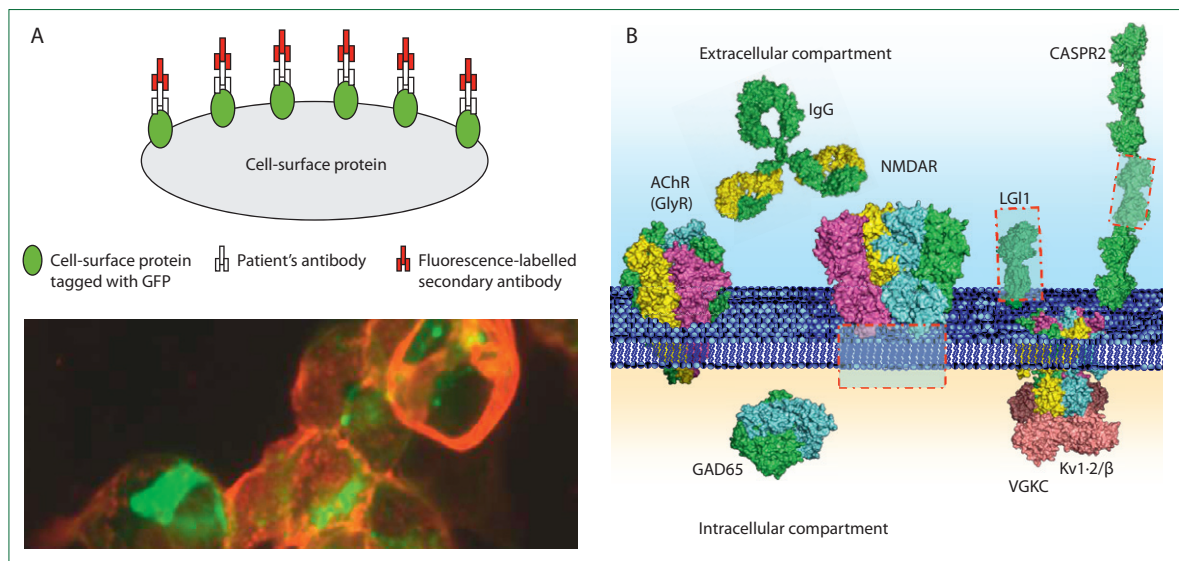 A
Cell-surface protein
Cell-surface protein
tagged with GFP
Patient's antibody
Fluorescence-labelled
secondary antibody
B
Extracellular compartment
CASPR2
IgG
NMDAR
AChR
(GlyR)
LGI1
GAD65
Kv1·2/β
VGKC
Intracellular compartment